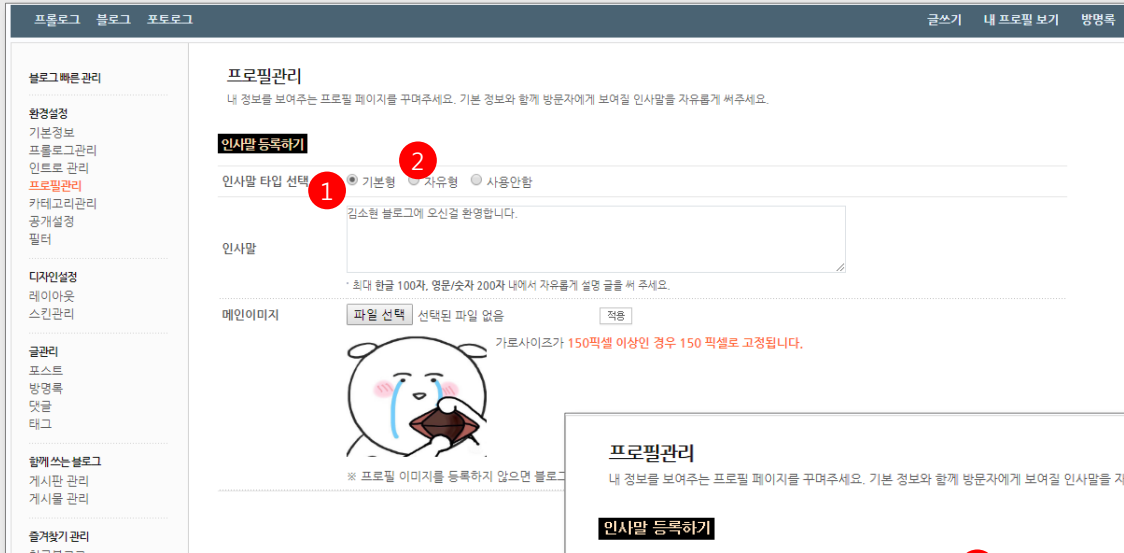 프롤로그 블로그 포토로그
글쓰기 내 프로필 보기 방명록
블로그 빠른 관리
환경설정
기본정보
프롤로그관리
인트로 관리
프로필관리
카테고리관리
공개설정
필터
디자인설정
레이아웃
스킨관리
글관리
포스트
방명록
댓글
태그
함께 쓰는 블로그
게시판 관리
게시물 관리
즐겨찾기 관리
프로필관리
내 정보를 보여주는 프로필 페이지를 꾸며주세요. 기본 정보와 함께 방문자에게 보여질 인사말을 자유롭게 써주세요.
인사말 등록하기
2
인사말 타입 선택 1 기본형 자유형 사용안함
김소현 블로그에 오신걸 환영합니다.
인사말
· 최대 한글 100자, 영문/숫자 200자 내에서 자유롭게 설명 글을 써 주세요.
메인이미지 파일 선택 선택된 파일 없음 적용
가로사이즈가 150픽셀 이상인 경우 150 픽셀로 고정됩니다.
※ 프로필 이미지를 등록하지 않으면 블로그
프로필관리
내 정보를 보여주는 프로필 페이지를 꾸며주세요. 기본 정보와 함께 방문자에게 보여질 인사말을
인사말 등록하기